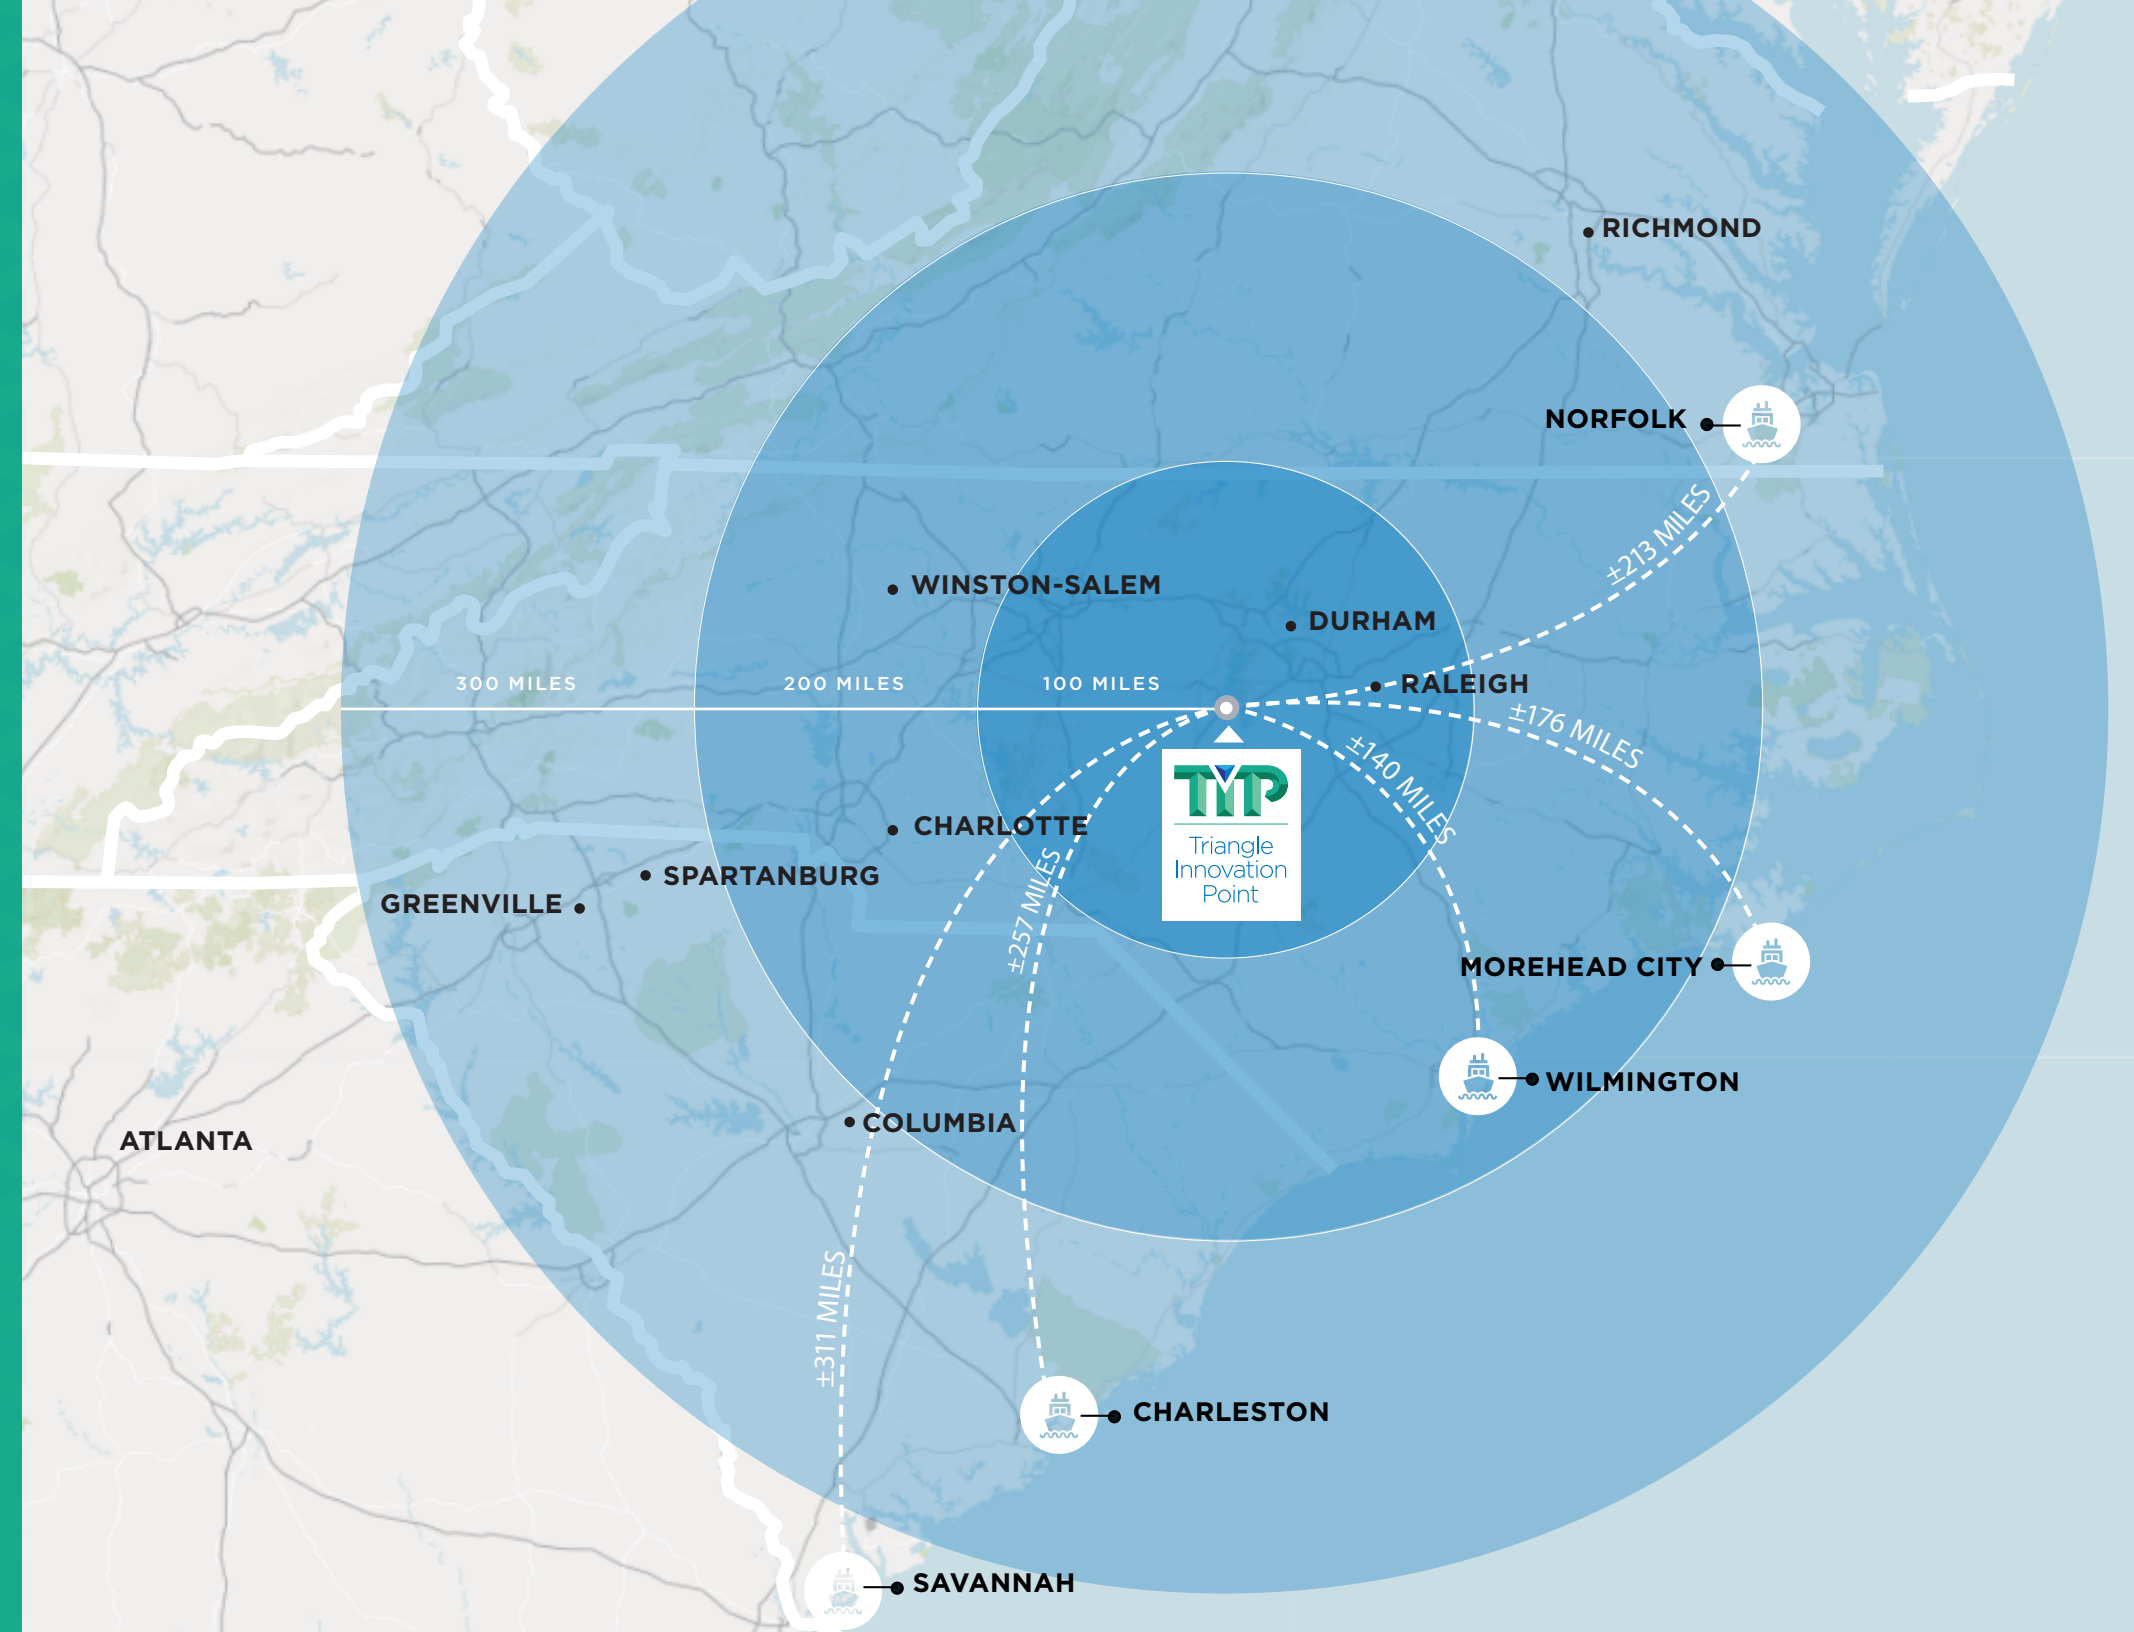 RICHMOND
NORFOLK
±213 MILES
WINSTON-SALEM
DURHAM
300 MILES
200 MILES
100 MILES
RALEIGH
±176 MILES
±140 MILES
TIP
Triangle
Innovation
Point
CHARLOTTE
±257 MILES
SPARTANBURG
GREENVILLE
MOREHEAD CITY
WILMINGTON
COLUMBIA
ATLANTA
±311 MILES
CHARLESTON
SAVANNAH